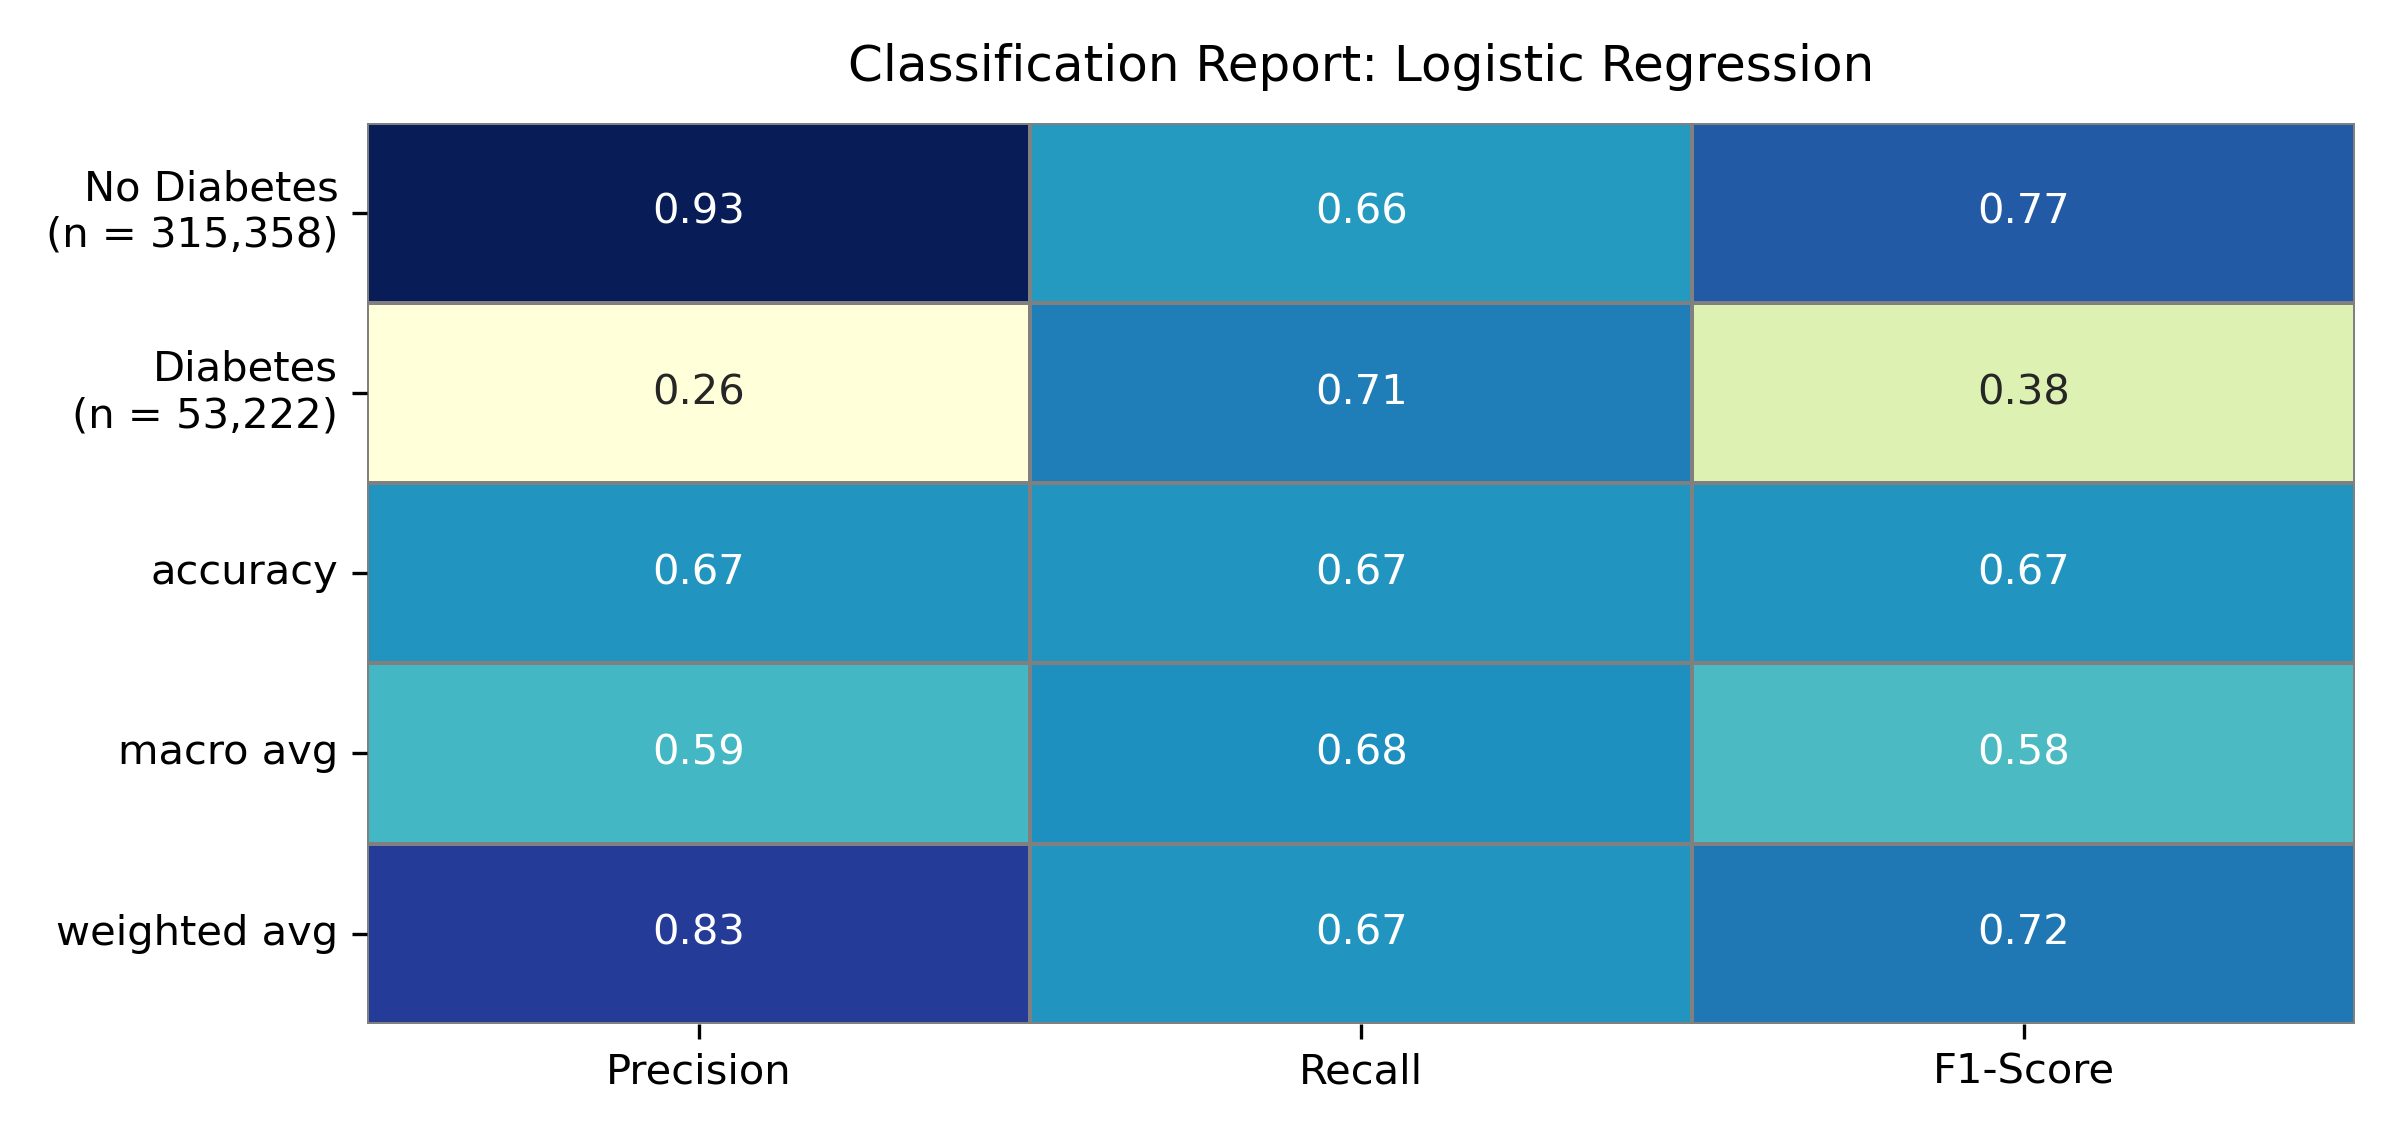 Classification Report: Logistic Regression
No Diabetes
(n = 315,358)
0.93 0.66 0.77
Diabetes
(n = 53,222)
0.26 0.71 0.38
accuracy 0.67 0.67 0.67
macro avg 0.59 0.68 0.58
weighted avg 0.83 0.67 0.72
Precision Recall F1-Score